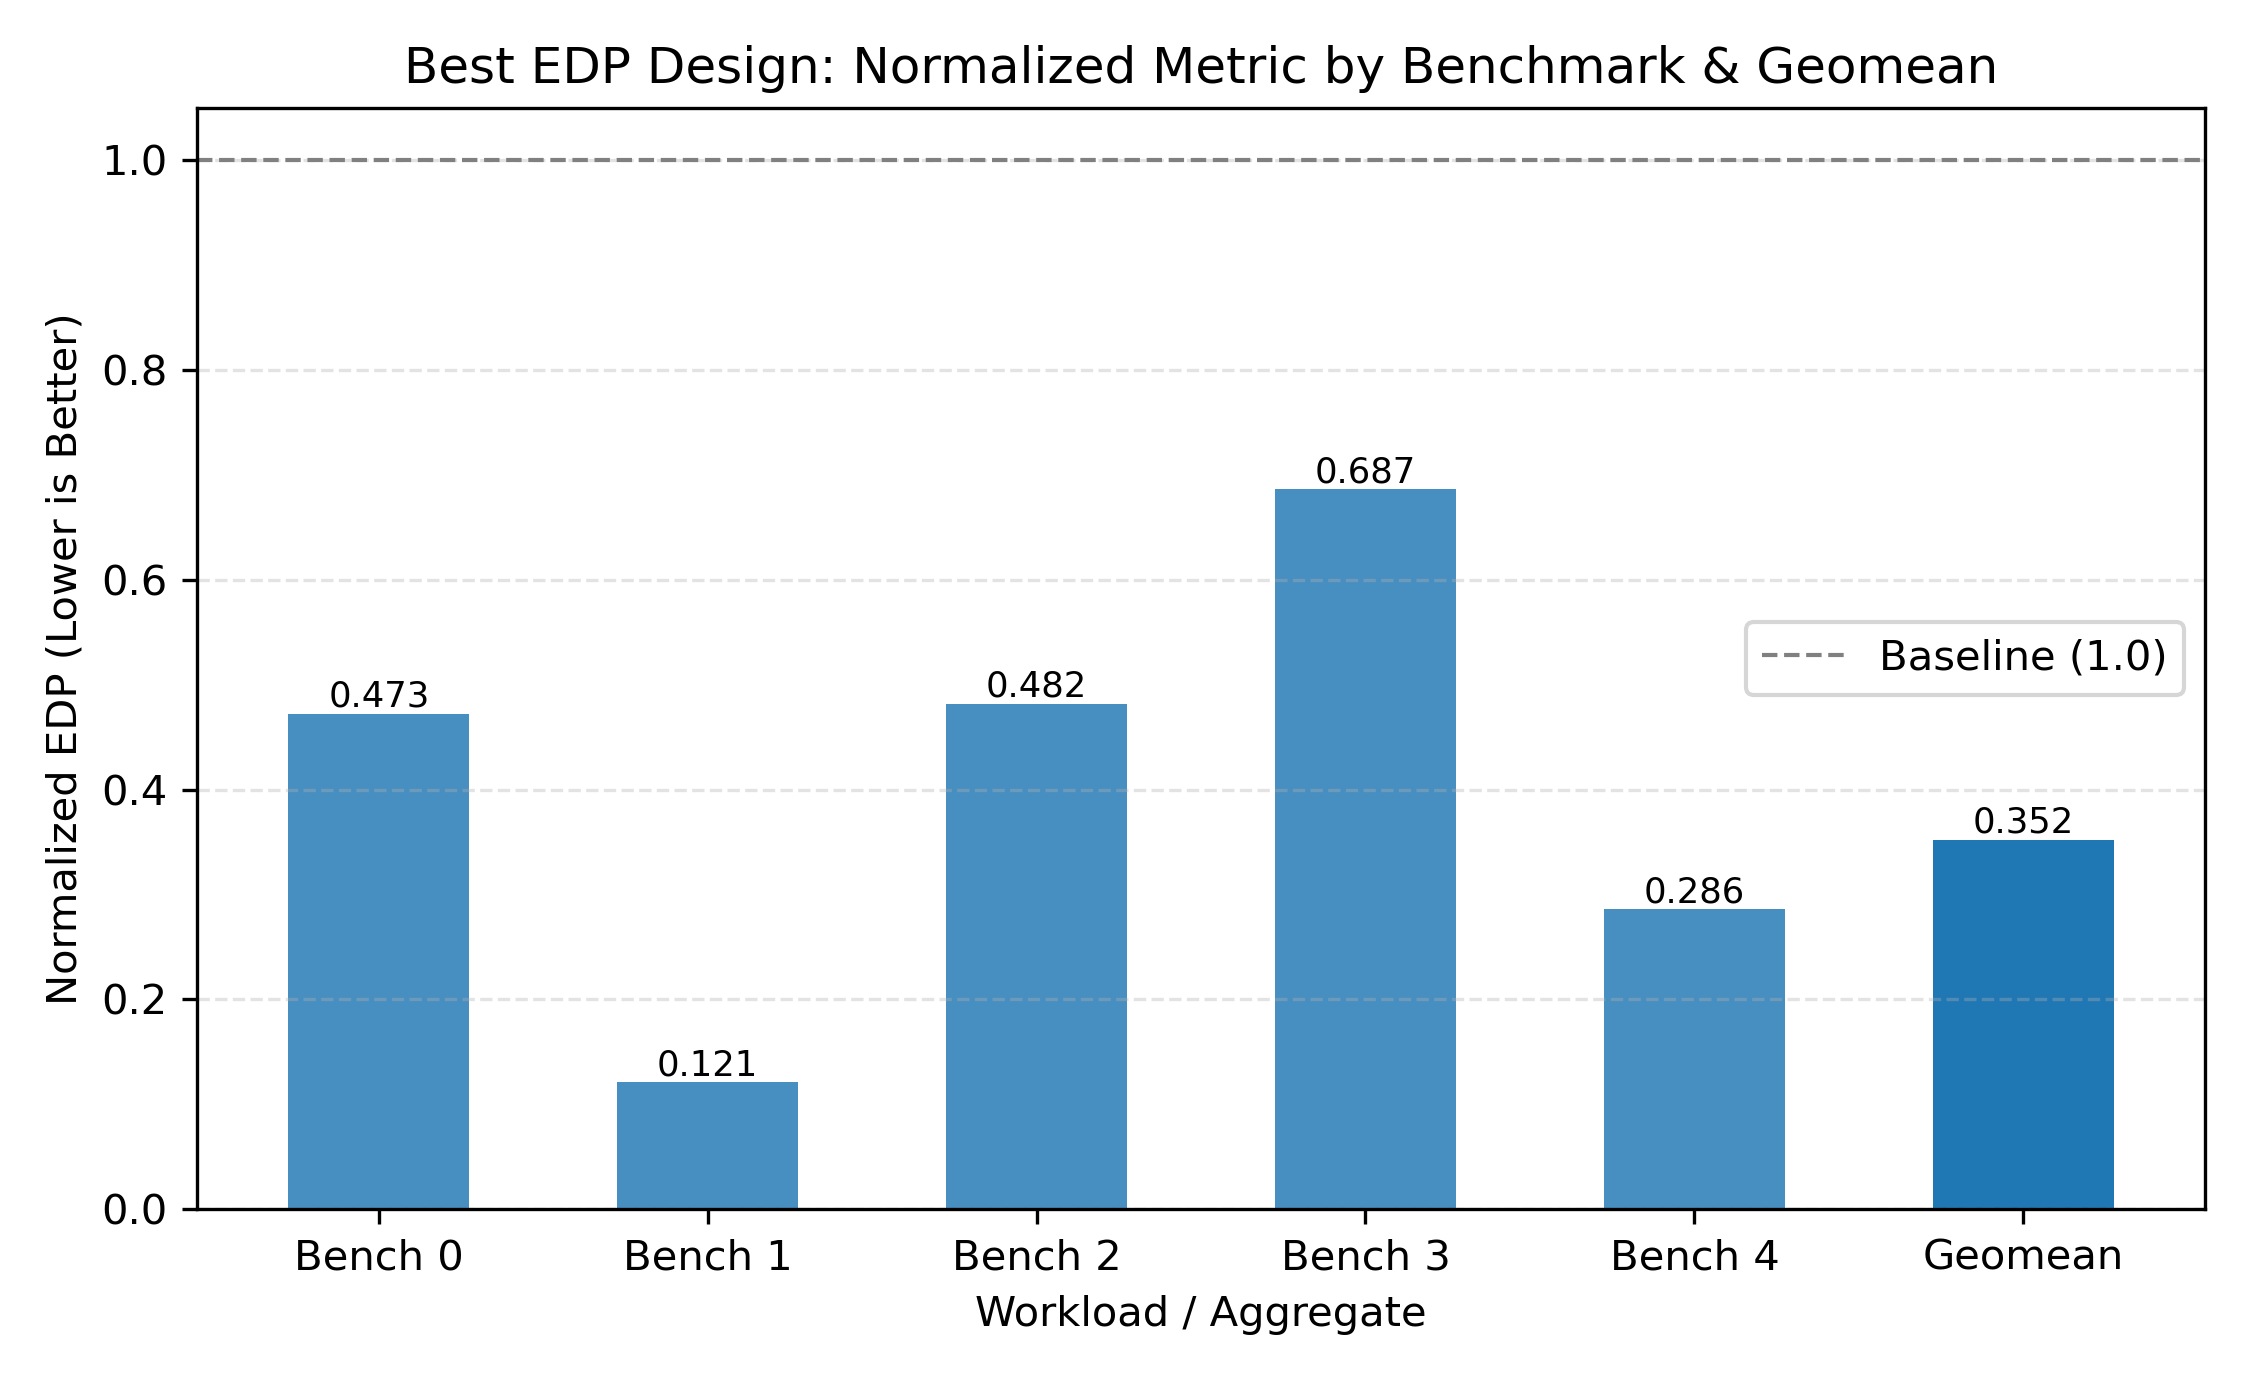 Best EDP Design: Normalized Metric by Benchmark & Geomean
Normalized EDP (Lower is Better)
1.0
0.8
0.6
0.4
0.2
0.0
0.473
0.121
0.482
0.687
0.286
0.352
Baseline (1.0)
Bench 0
Bench 1
Bench 2
Bench 3
Bench 4
Geomean
Workload / Aggregate